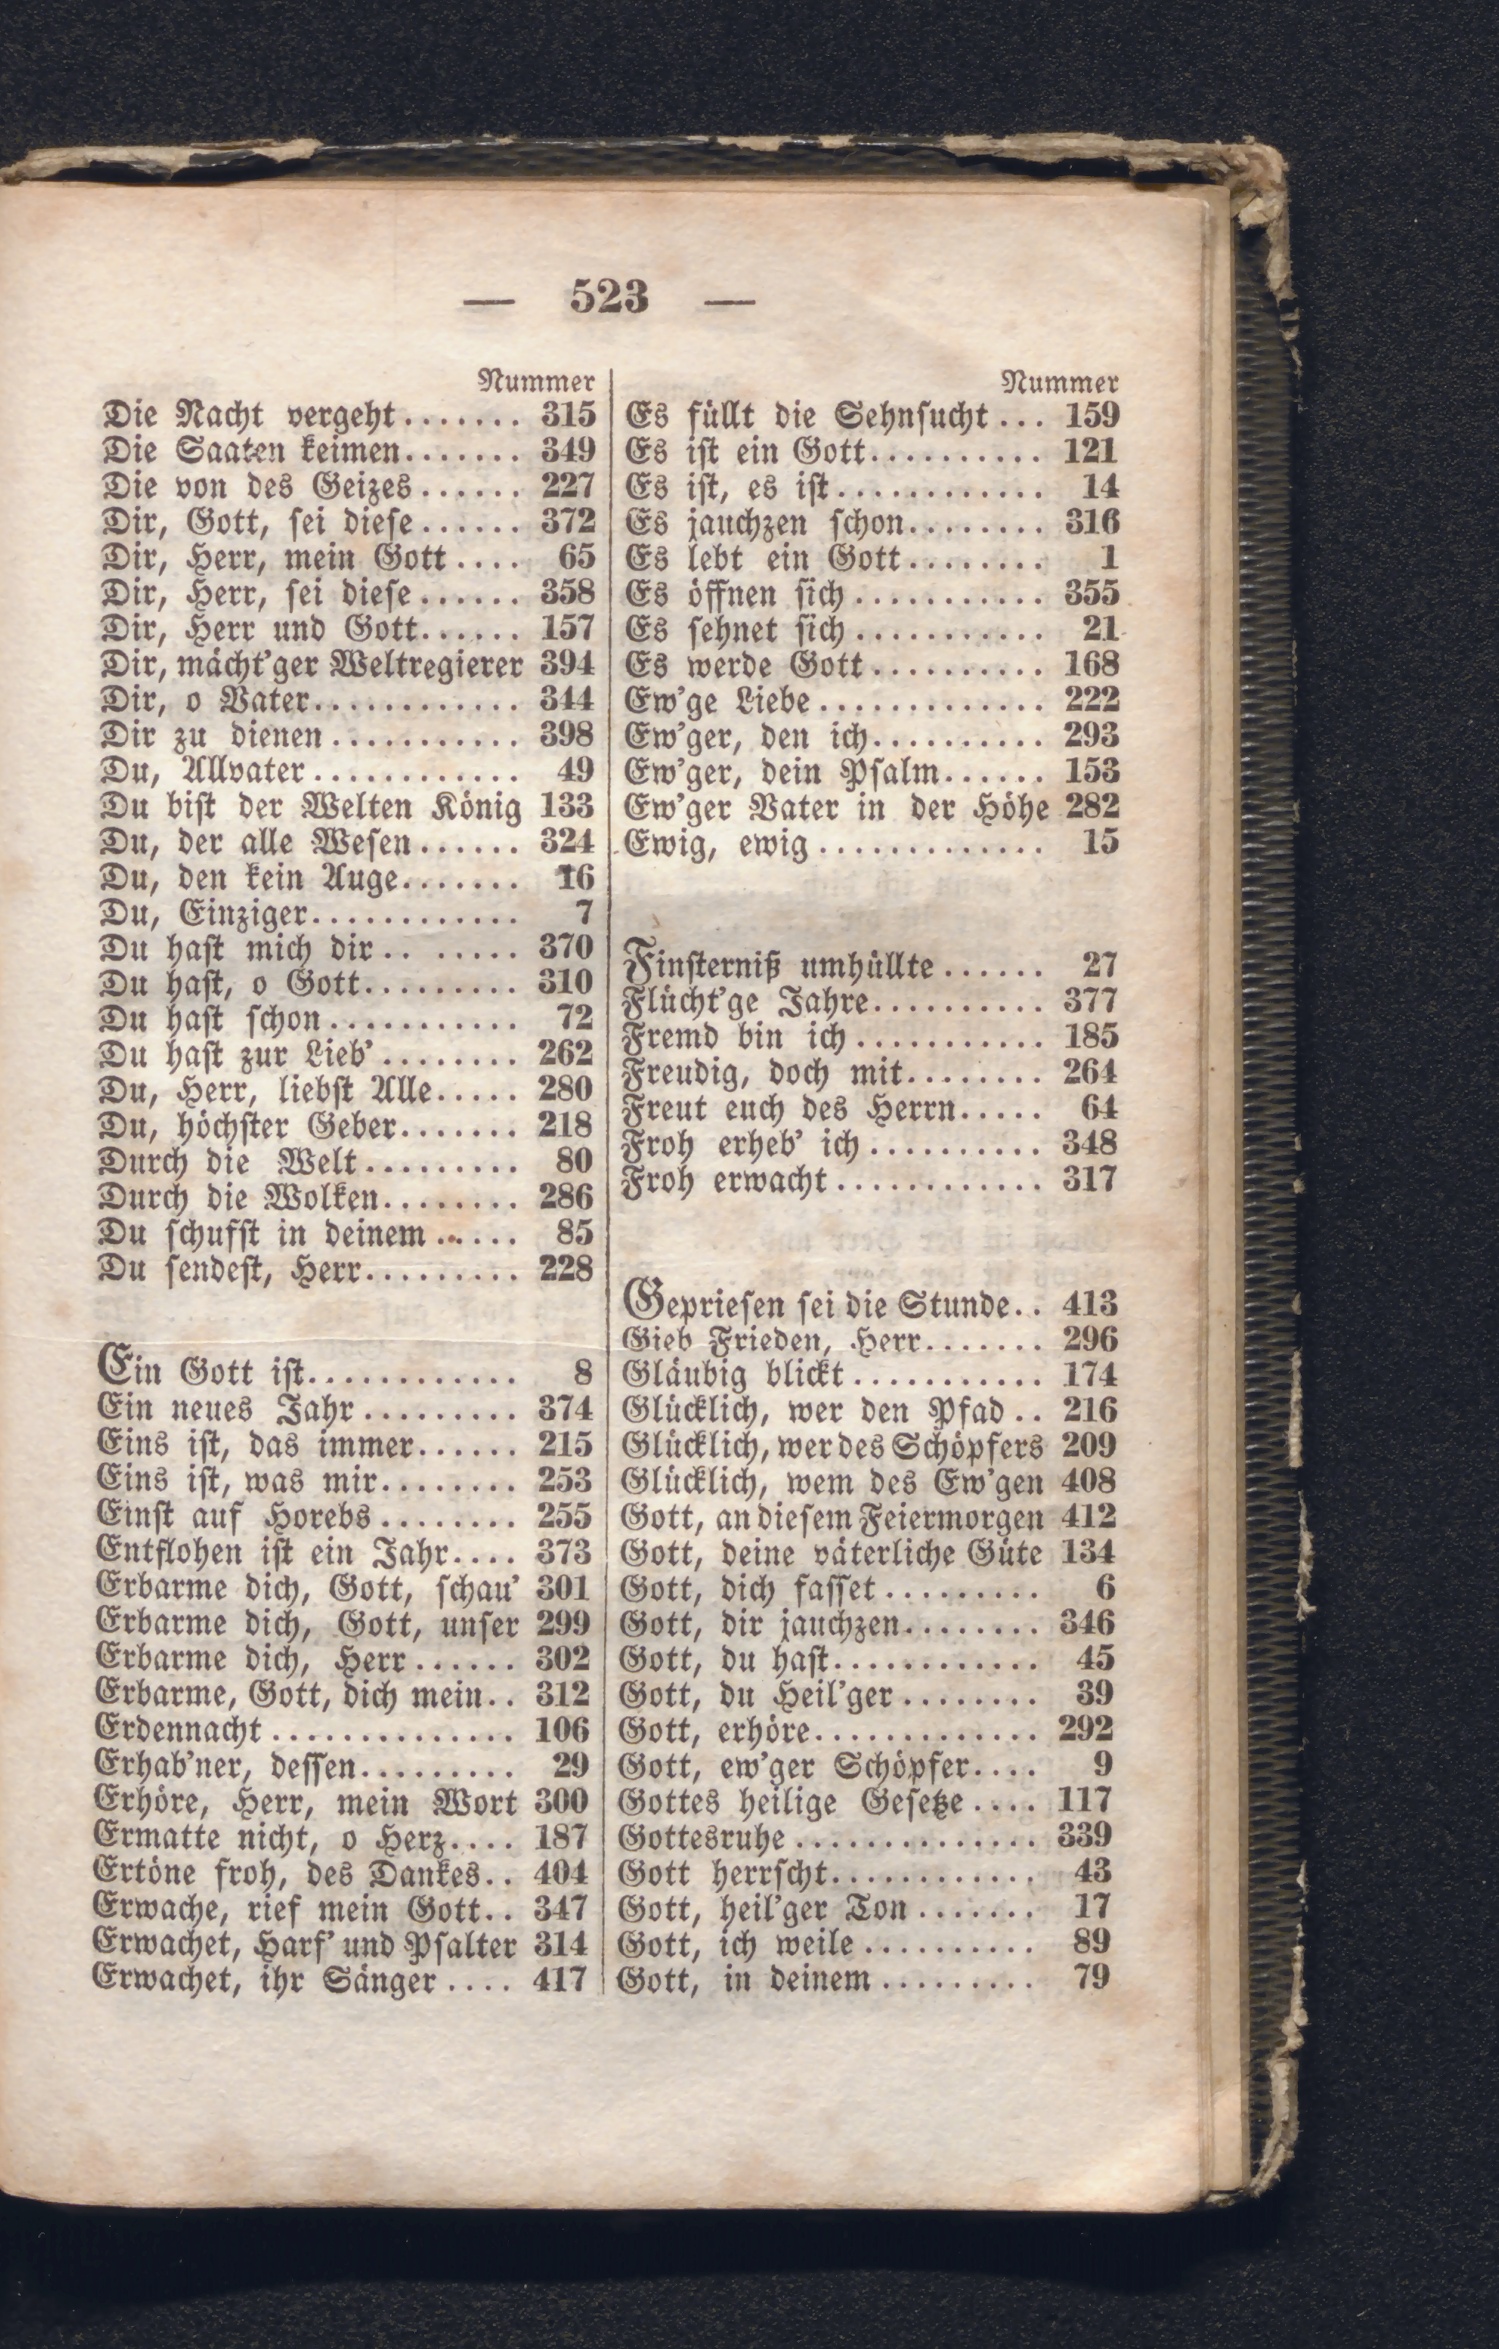 — 523 —
Nummer
Die Nacht vergeht....... 315
Die Saaten keimen....... 349
Die von des Geizes...... 227
Dir, Gott, sei diese...... 372
Dir, Herr, mein Gott.... 65
Dir, Herr, sei diese...... 358
Dir, Herr und Gott...... 157
Dir, mächt'ger Weltregierer 394
Dir, o Vater............ 344
Dir zu dienen........... 398
Du, Allvater............ 49
Du bist der Welten König 133
Du, der alle Wesen...... 324
Du, den kein Auge....... 16
Du, Einziger............ 7
Du hast mich dir.. ..... 370
Du hast, o Gott......... 310
Du hast schon........... 72
Du hast zur Lieb'........ 262
Du, Herr, liebst Alle..... 280
Du, höchster Geber....... 218
Durch die Welt......... 80
Durch die Wolken........ 286
Du schufst in deinem...... 85
Du sendest, Herr......... 228
Ein Gott ist............. 8
Ein neues Jahr......... 374
Eins ist, das immer...... 215
Eins ist, was mir........ 253
Einst auf Horebs........ 255
Entflohen ist ein Jahr.... 373
Erbarme dich, Gott, schau' 301
Erbarme dich, Gott, unser 299
Erbarme dich, Herr...... 302
Erbarme, Gott, dich mein.. 312
Erdennacht............... 106
Erhab'ner, dessen......... 29
Erhöre, Herr, mein Wort 300
Ermatte nicht, o Herz.... 187
Ertöne froh, des Dankes.. 404
Erwache, rief mein Gott.. 347
Erwachet, Harf' und Psalter 314
Erwachet, ihr Sänger.... 417
Nummer
Es füllt die Sehnsucht... 159
Es ist ein Gott.......... 121
Es ist, es ist............ 14
Es jauchzen schon........ 316
Es lebt ein Gott........ 1
Es öffnen sich........... 355
Es sehnet sich........... 21
Es werde Gott.......... 168
Ew'ge Liebe............. 222
Ew'ger, den ich.......... 293
Ew'ger, dein Psalm...... 153
Ew'ger Vater in der Höhe 282
Ewig, ewig............. 15
Finsterniß umhüllte...... 27
Flücht'ge Jahre.......... 377
Fremd bin ich........... 185
Freudig, doch mit........ 264
Freut euch des Herrn..... 64
Froh erheb' ich.......... 348
Froh erwacht............ 317
Gepriesen sei die Stunde.. 413
Gieb Frieden, Herr....... 296
Gläubig blickt........... 174
Glücklich, wer den Pfad.. 216
Glücklich, wer des Schöpfers 209
Glücklich, wem des Ew'gen 408
Gott, an diesem Feiermorgen 412
Gott, deine väterliche Güte 134
Gott, dich fasset......... 6
Gott, dir jauchzen........ 346
Gott, du hast............ 45
Gott, du Heil'ger........ 39
Gott, erhöre............. 292
Gott, ew'ger Schöpfer.... 9
Gottes heilige Gesetze.... 117
Gottesruhe.............. 339
Gott herrscht............ 43
Gott, heil'ger Ton....... 17
Gott, ich weile.......... 89
Gott, in deinem......... 79